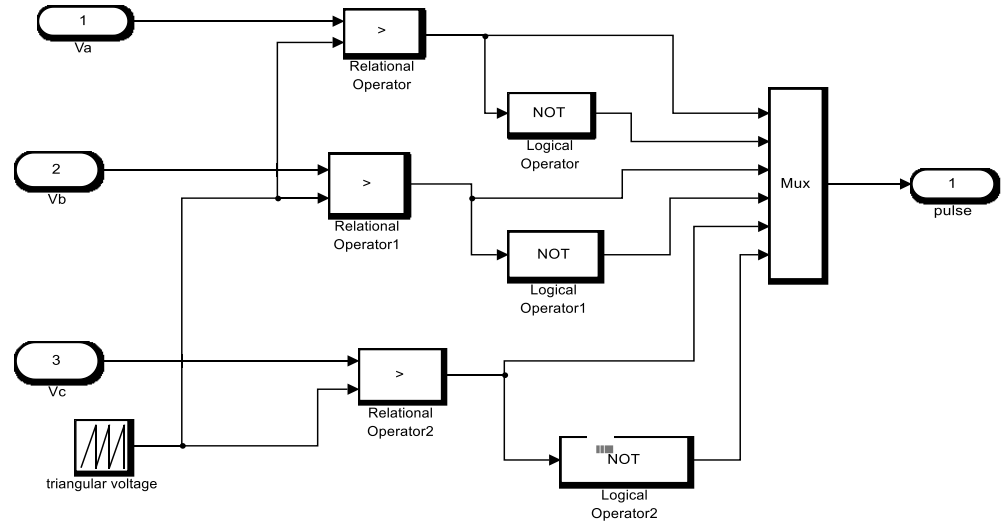 1
Va
>
Relational
Operator
NOT
Logical
Operator
2
Vb
>
Relational
Operator1
NOT
Logical
Operator1
Mux
1
pulse
3
Vc
>
Relational
Operator2
triangular voltage
NOT
Logical
Operator2